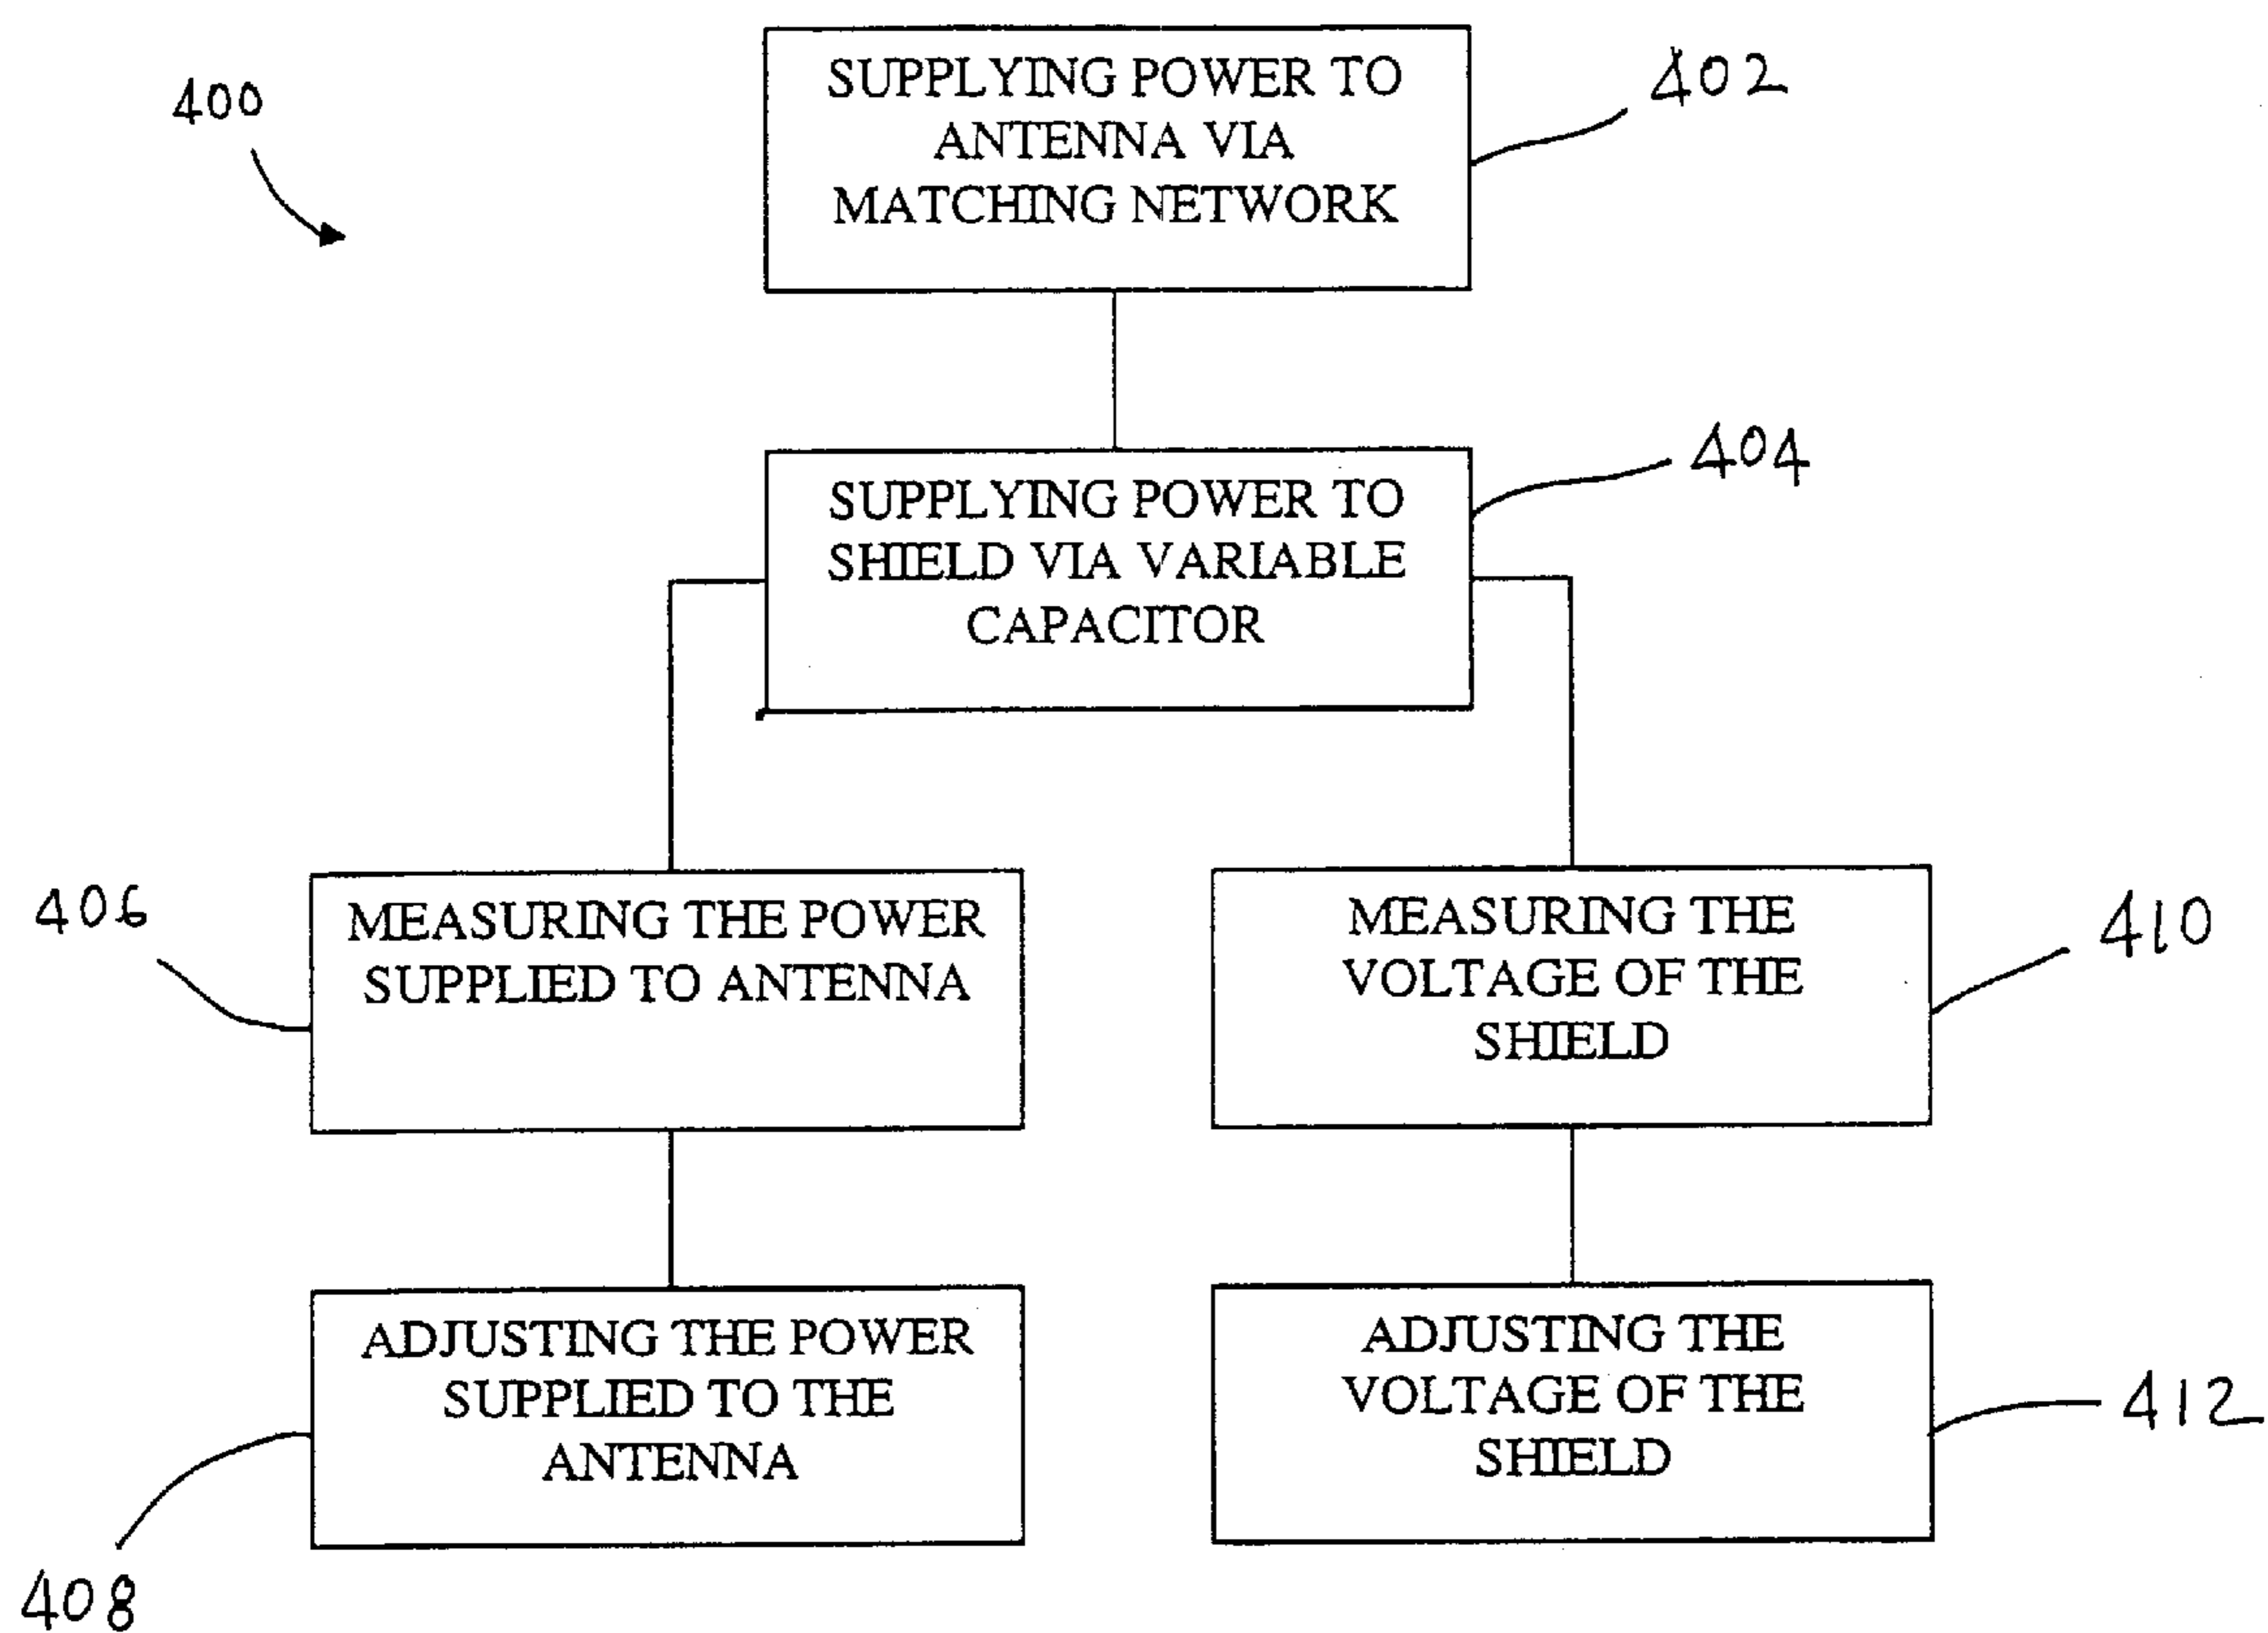 400
SUPPLYING POWER TO
ANTENNA VIA
MATCHING NETWORK
402
SUPPLYING POWER TO
SHIELD VIA VARIABLE
CAPACITOR
404
406
MEASURING THE POWER
SUPPLIED TO ANTENNA
MEASURING THE
VOLTAGE OF THE
SHIELD
410
ADJUSTING THE POWER
SUPPLIED TO THE
ANTENNA
408
ADJUSTING THE
VOLTAGE OF THE
SHIELD
412